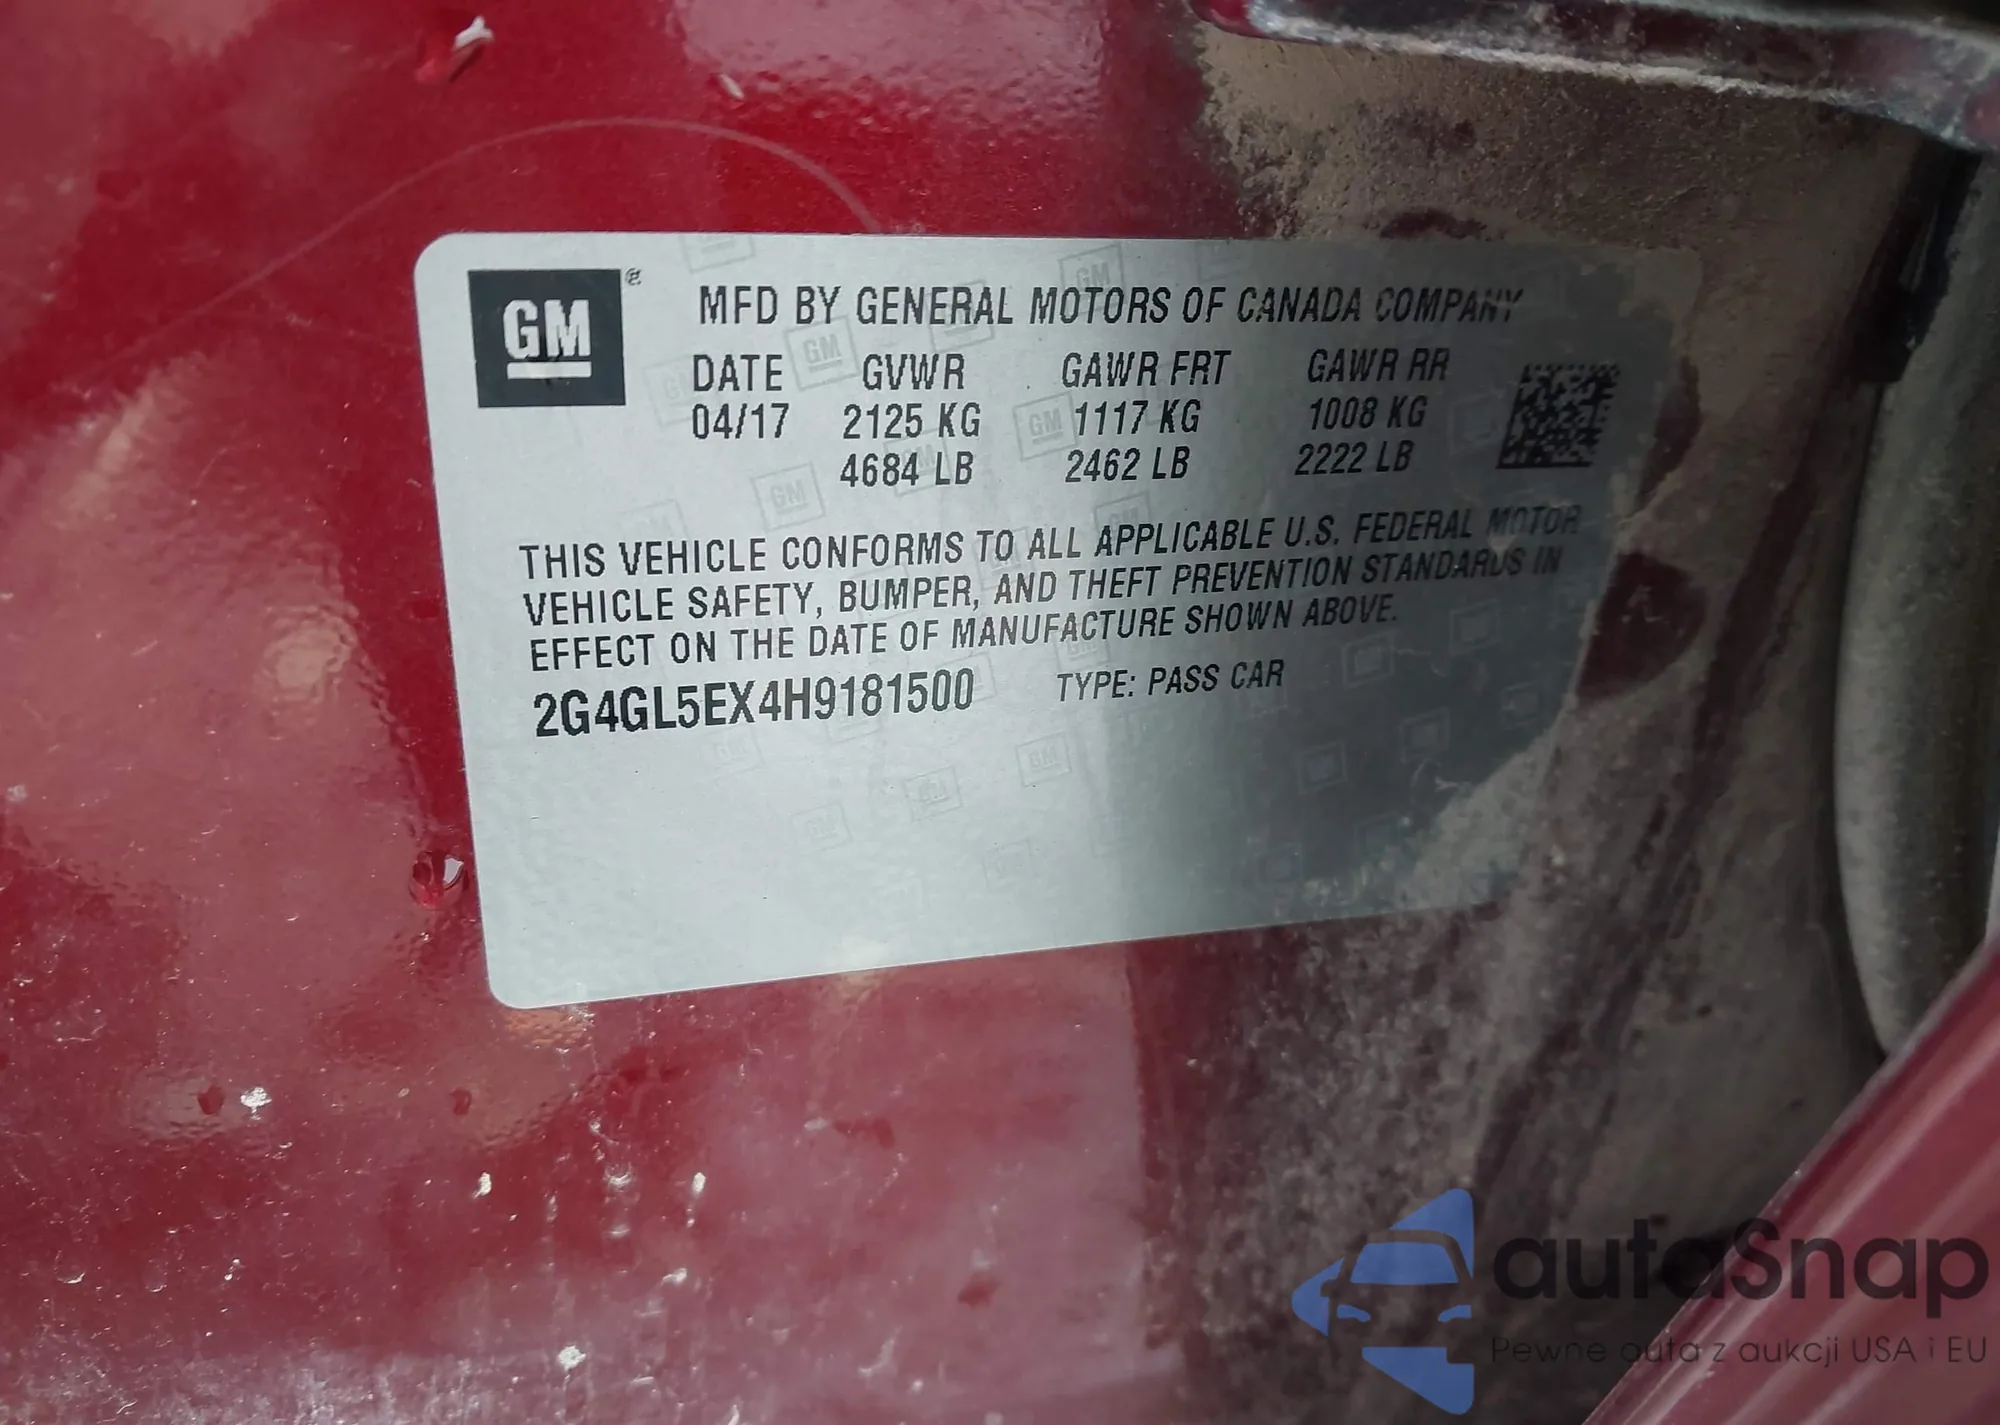 GM ®
MFD BY GENERAL MOTORS OF CANADA COMPANY
DATE GVWR GAWR FRT GAWR RR
04/17 2125 KG 1117 KG 1008 KG
4684 LB 2462 LB 2222 LB
THIS VEHICLE CONFORMS TO ALL APPLICABLE U.S. FEDERAL MOTOR
VEHICLE SAFETY, BUMPER, AND THEFT PREVENTION STANDARDS IN
EFFECT ON THE DATE OF MANUFACTURE SHOWN ABOVE.
2G4GL5EX4H9181500 TYPE: PASS CAR
autaSnap
Pewne auta z aukcji USA i EU